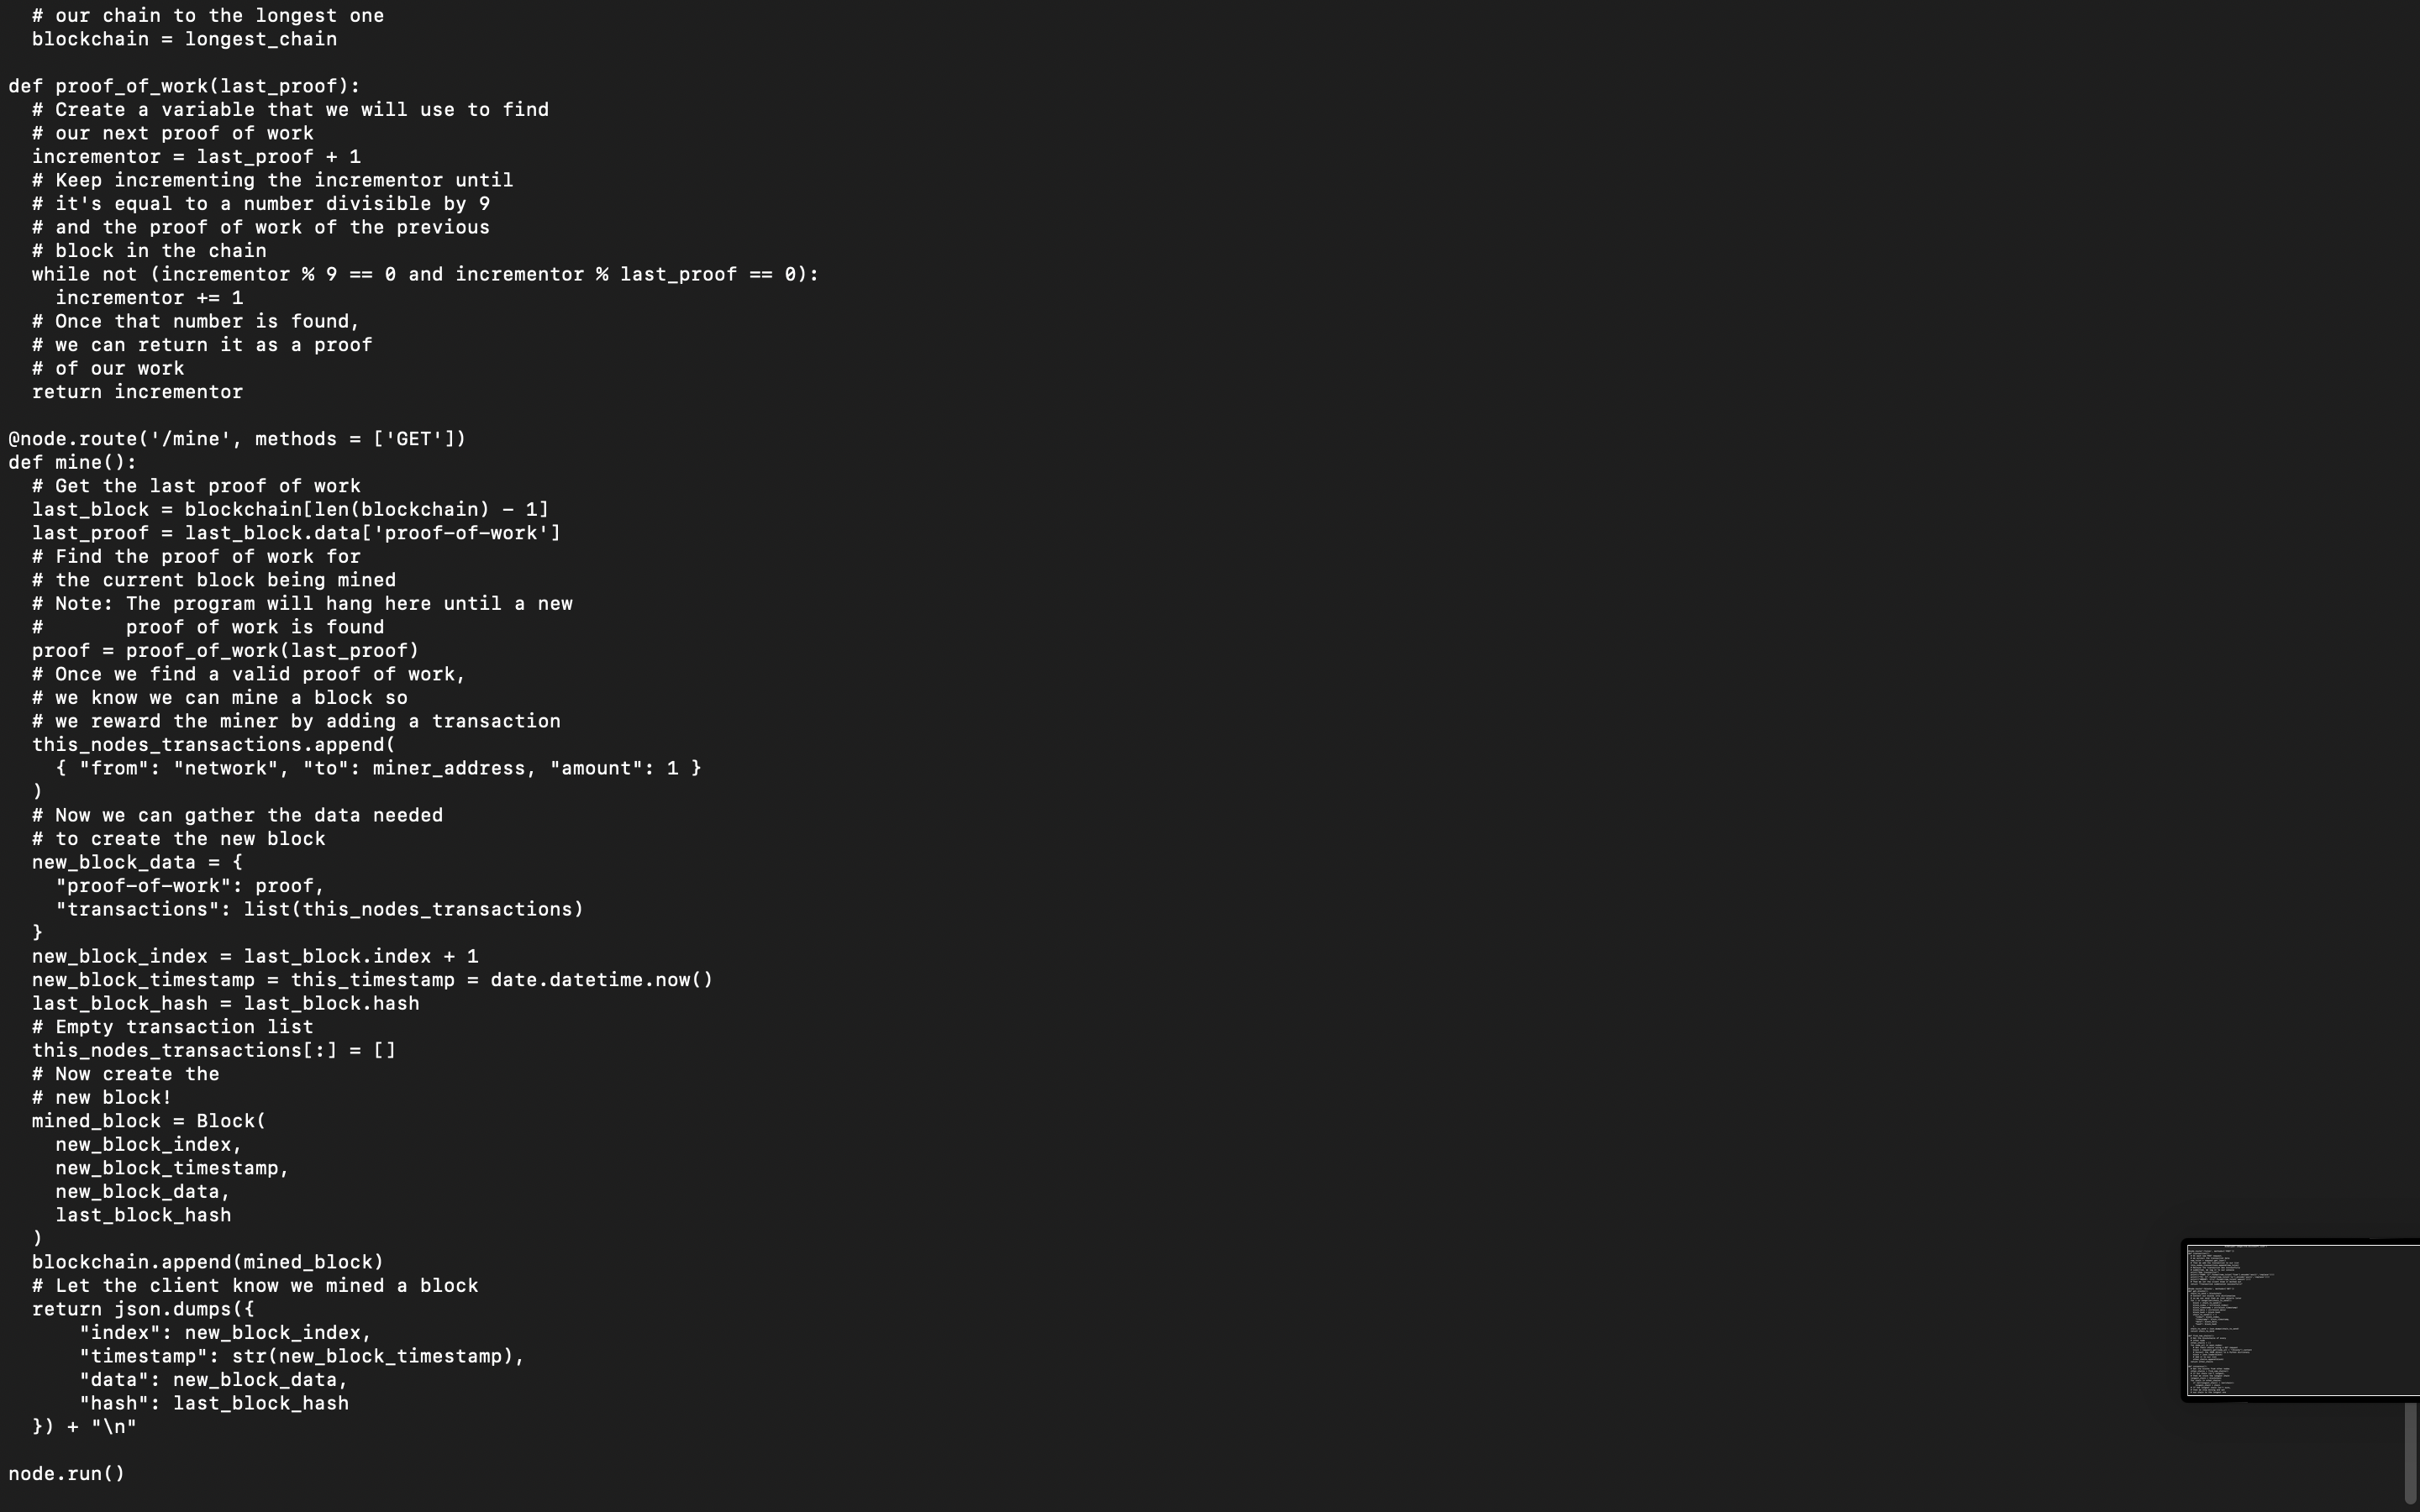 # our chain to the longest one
  blockchain = longest_chain

def proof_of_work(last_proof):
  # Create a variable that we will use to find
  # our next proof of work
  incrementor = last_proof + 1
  # Keep incrementing the incrementor until
  # it's equal to a number divisible by 9
  # and the proof of work of the previous
  # block in the chain
  while not (incrementor % 9 == 0 and incrementor % last_proof == 0):
    incrementor += 1
  # Once that number is found,
  # we can return it as a proof
  # of our work
  return incrementor

@node.route('/mine', methods = ['GET'])
def mine():
  # Get the last proof of work
  last_block = blockchain[len(blockchain) - 1]
  last_proof = last_block.data['proof-of-work']
  # Find the proof of work for
  # the current block being mined
  # Note: The program will hang here until a new
  #       proof of work is found
  proof = proof_of_work(last_proof)
  # Once we find a valid proof of work,
  # we know we can mine a block so
  # we reward the miner by adding a transaction
  this_nodes_transactions.append(
    { "from": "network", "to": miner_address, "amount": 1 }
  )
  # Now we can gather the data needed
  # to create the new block
  new_block_data = {
    "proof-of-work": proof,
    "transactions": list(this_nodes_transactions)
  }
  new_block_index = last_block.index + 1
  new_block_timestamp = this_timestamp = date.datetime.now()
  last_block_hash = last_block.hash
  # Empty transaction list
  this_nodes_transactions[:] = []
  # Now create the
  # new block!
  mined_block = Block(
    new_block_index,
    new_block_timestamp,
    new_block_data,
    last_block_hash
  )
  blockchain.append(mined_block)
  # Let the client know we mined a block
  return json.dumps({
      "index": new_block_index,
      "timestamp": str(new_block_timestamp),
      "data": new_block_data,
      "hash": last_block_hash
  }) + "\n"

node.run()